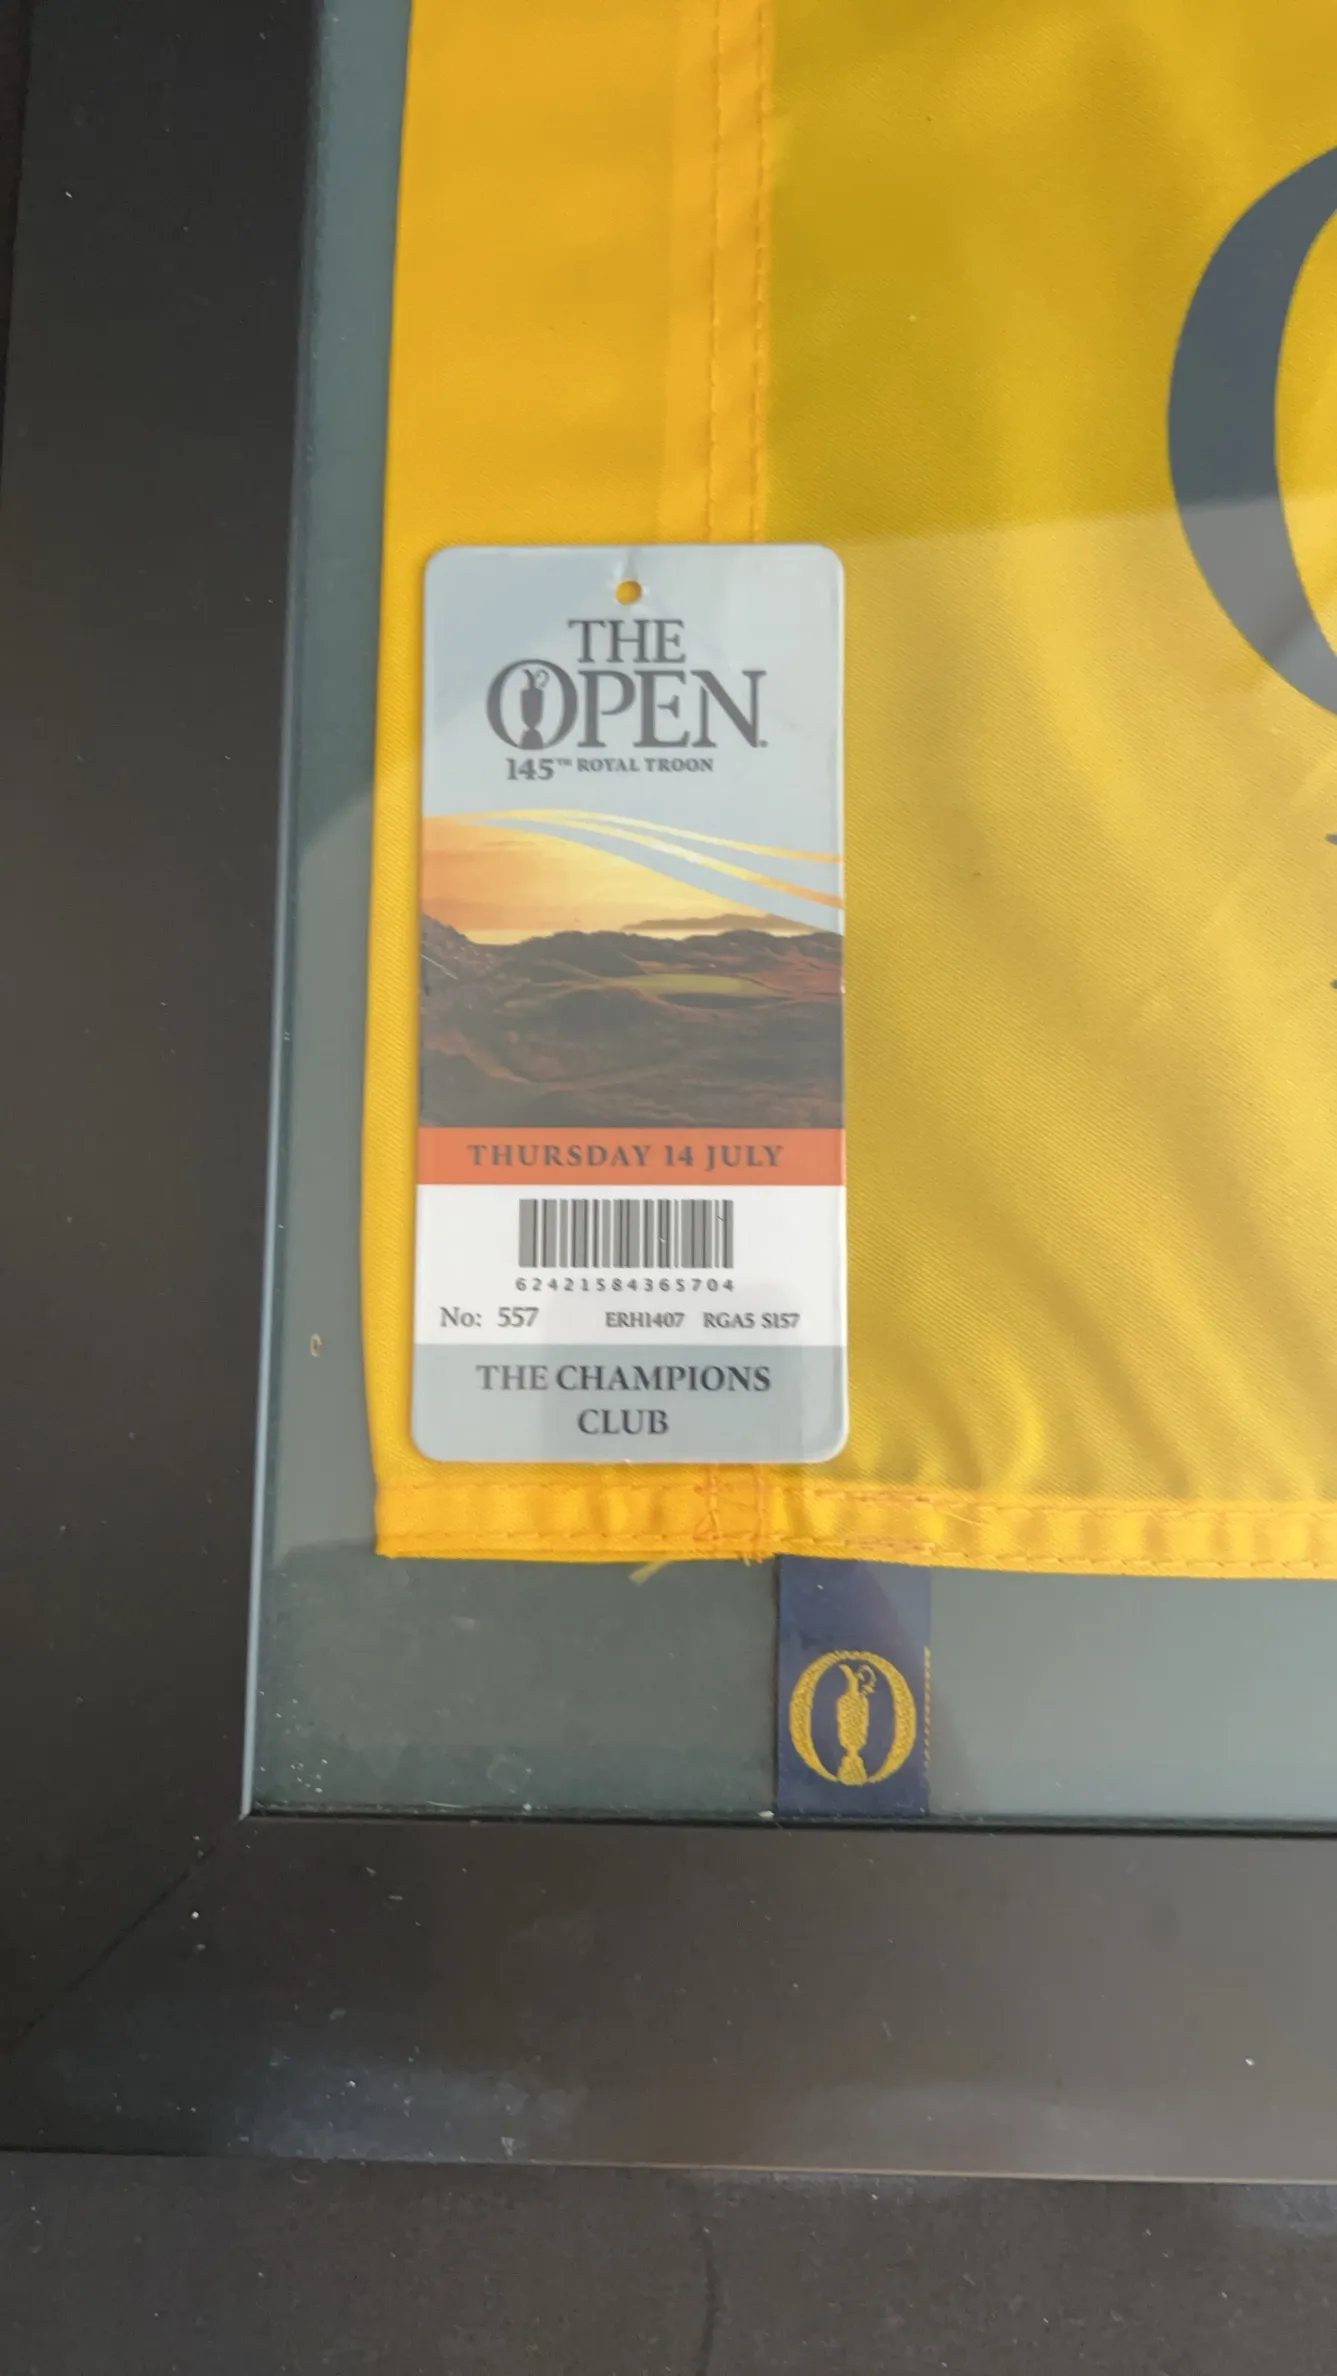 THE
OPEN
145TH ROYAL TROON
THURSDAY 14 JULY
62421584365704
No: 557 ERH1407 RGA5 S157
THE CHAMPIONS
CLUB